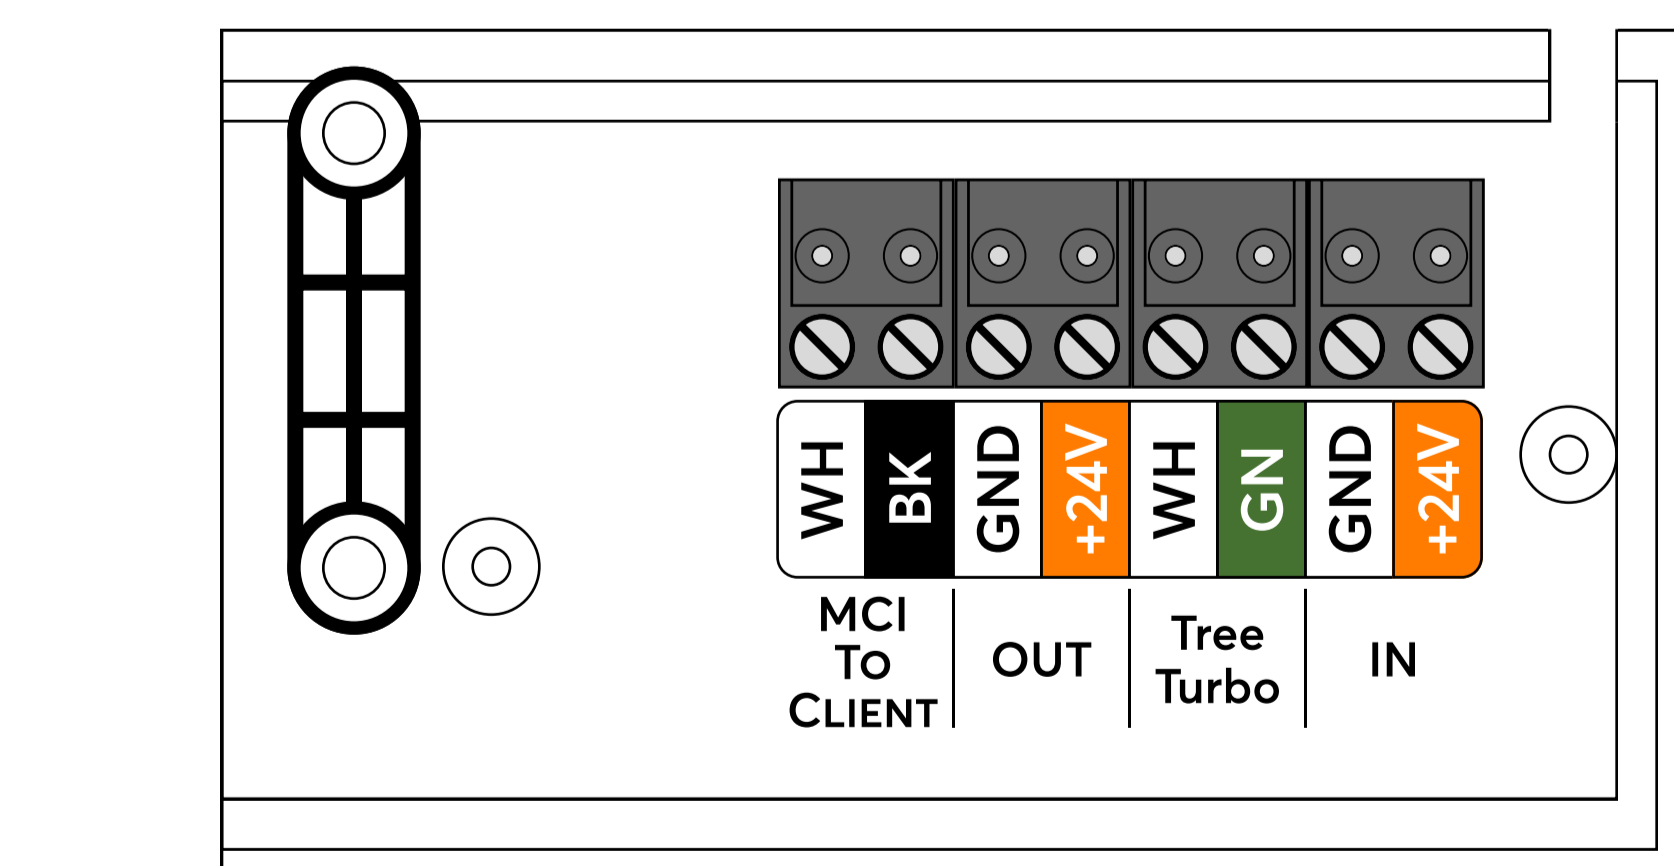 WH BK GND +24V WH GN GND +24V
MCI
To
CLIENT
OUT
Tree
Turbo
IN